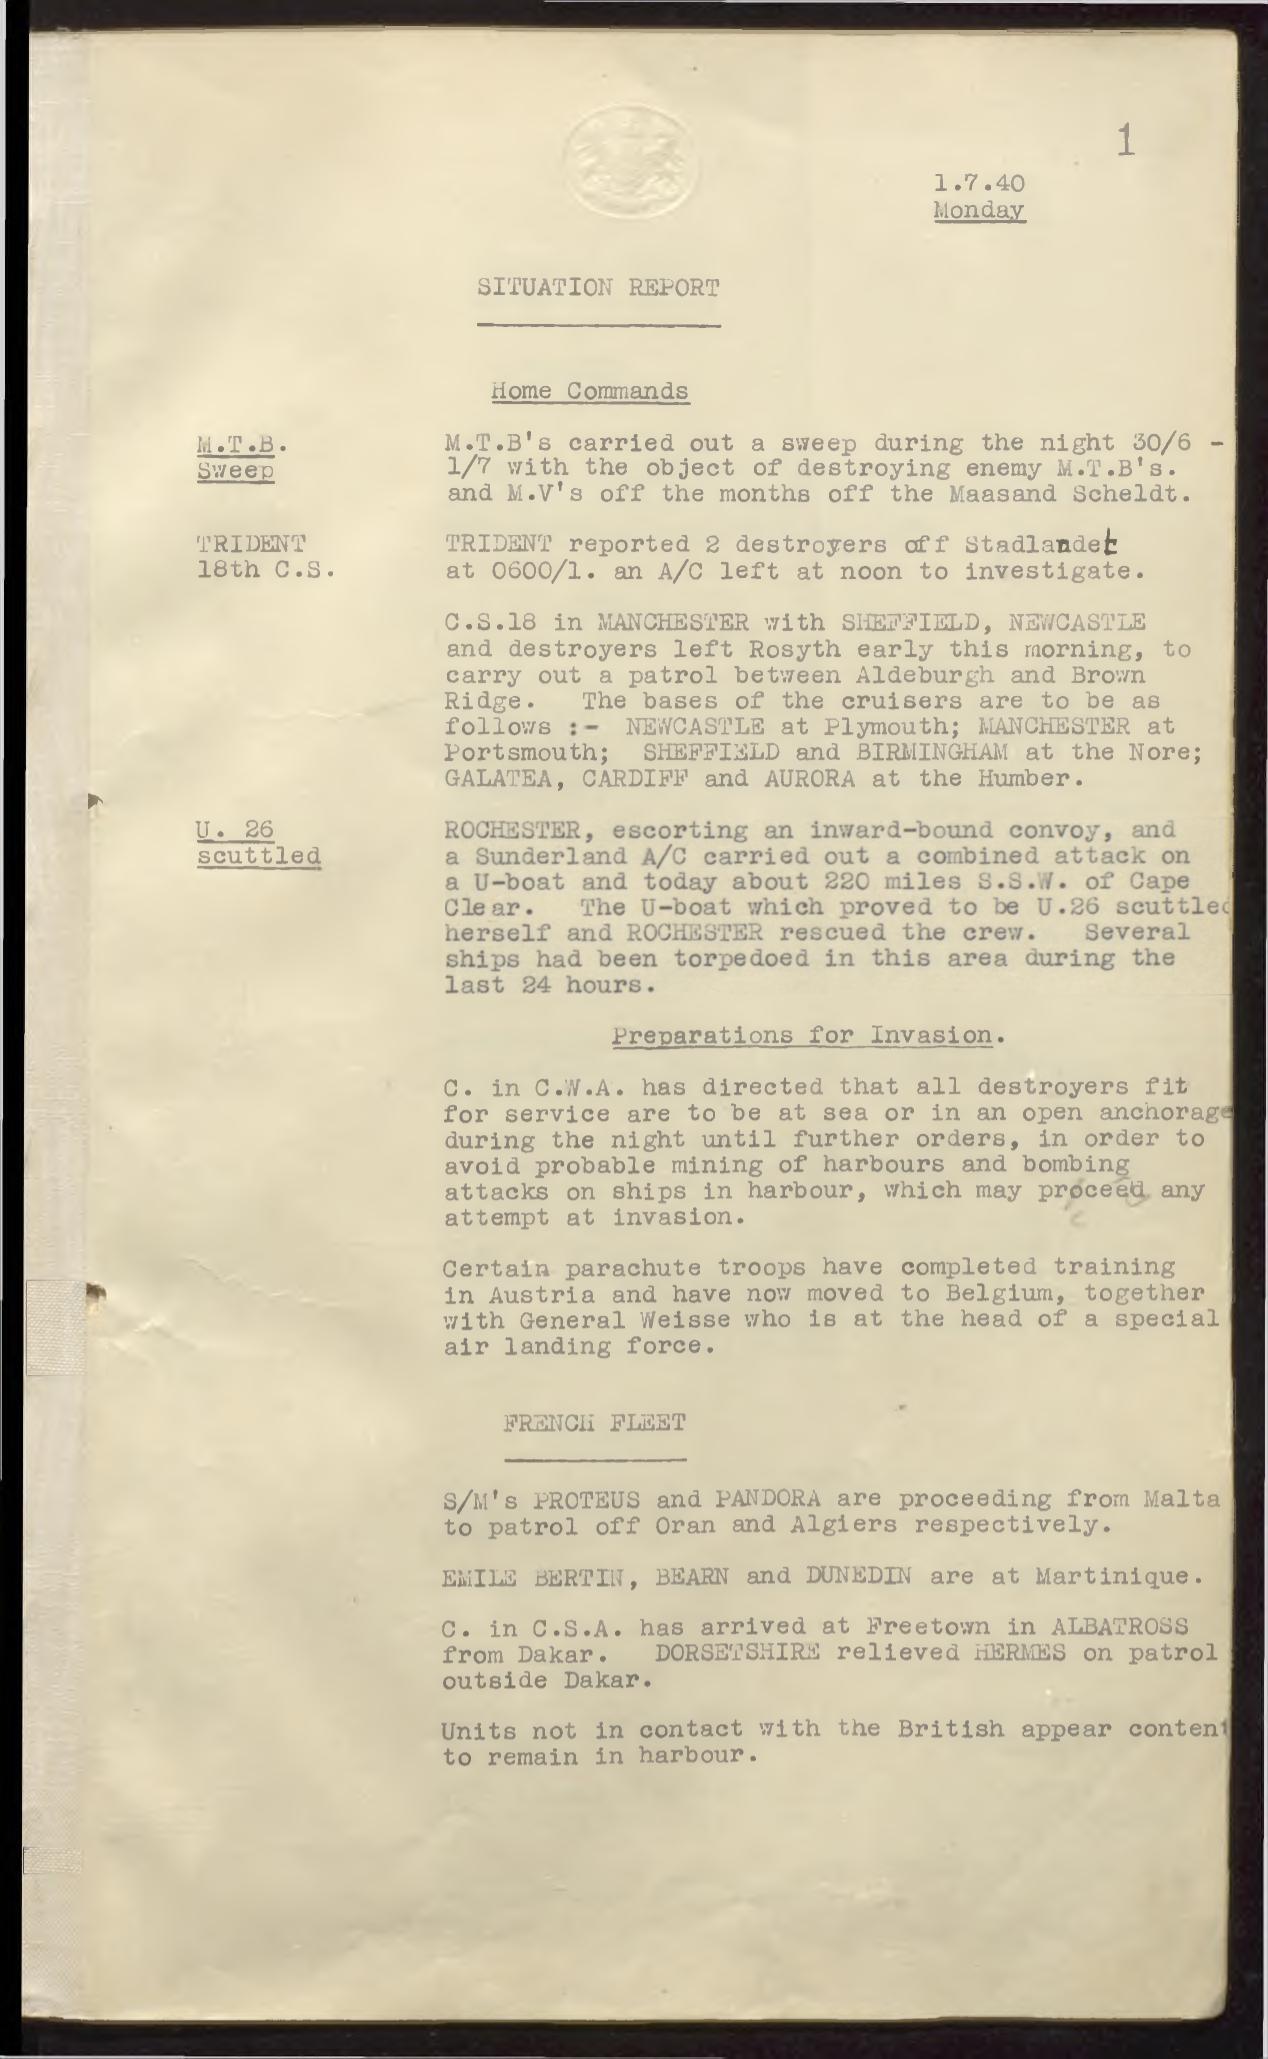 1
1.7.40
Monday
SITUATION REPORT
Home Commands
M.T.B.
Sweep
M.T.B's carried out a sweep during the night 30/6 -
1/7 with the object of destroying enemy M.T.B's.
and M.V's off the months off the Maasand Scheldt.
TRIDENT
18th C.S.
TRIDENT reported 2 destroyers off Stadlandet
at 0600/1. an A/C left at noon to investigate.
C.S.18 in MANCHESTER with SHEFFIELD, NEWCASTLE
and destroyers left Rosyth early this morning, to
carry out a patrol between Aldeburgh and Brown
Ridge. The bases of the cruisers are to be as
follows :- NEWCASTLE at Plymouth; MANCHESTER at
Portsmouth; SHEFFIELD and BIRMINGHAM at the Nore;
GALATEA, CARDIFF and AURORA at the Humber.
U. 26
scuttled
ROCHESTER, escorting an inward-bound convoy, and
a Sunderland A/C carried out a combined attack on
a U-boat and today about 220 miles S.S.W. of Cape
Clear. The U-boat which proved to be U.26 scuttled
herself and ROCHESTER rescued the crew. Several
ships had been torpedoed in this area during the
last 24 hours.
Preparations for Invasion.
C. in C.W.A. has directed that all destroyers fit
for service are to be at sea or in an open anchorage
during the night until further orders, in order to
avoid probable mining of harbours and bombing
attacks on ships in harbour, which may proceed any
attempt at invasion.
Certain parachute troops have completed training
in Austria and have now moved to Belgium, together
with General Weisse who is at the head of a special
air landing force.
FRENCH FLEET
S/M's PROTEUS and PANDORA are proceeding from Malta
to patrol off Oran and Algiers respectively.
EMILE BERTIN, BEARN and DUNEDIN are at Martinique.
C. in C.S.A. has arrived at Freetown in ALBATROSS
from Dakar. DORSETSHIRE relieved HERMES on patrol
outside Dakar.
Units not in contact with the British appear content
to remain in harbour.